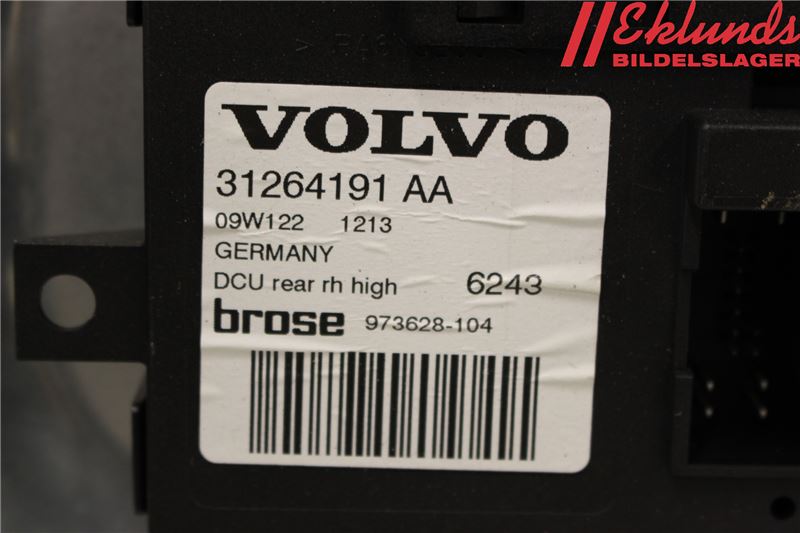 Eklunds
BILDELSLAGER
VOLVO
31264191 AA
09W122 1213
GERMANY
DCU rear rh high 6243
brose 973628-104